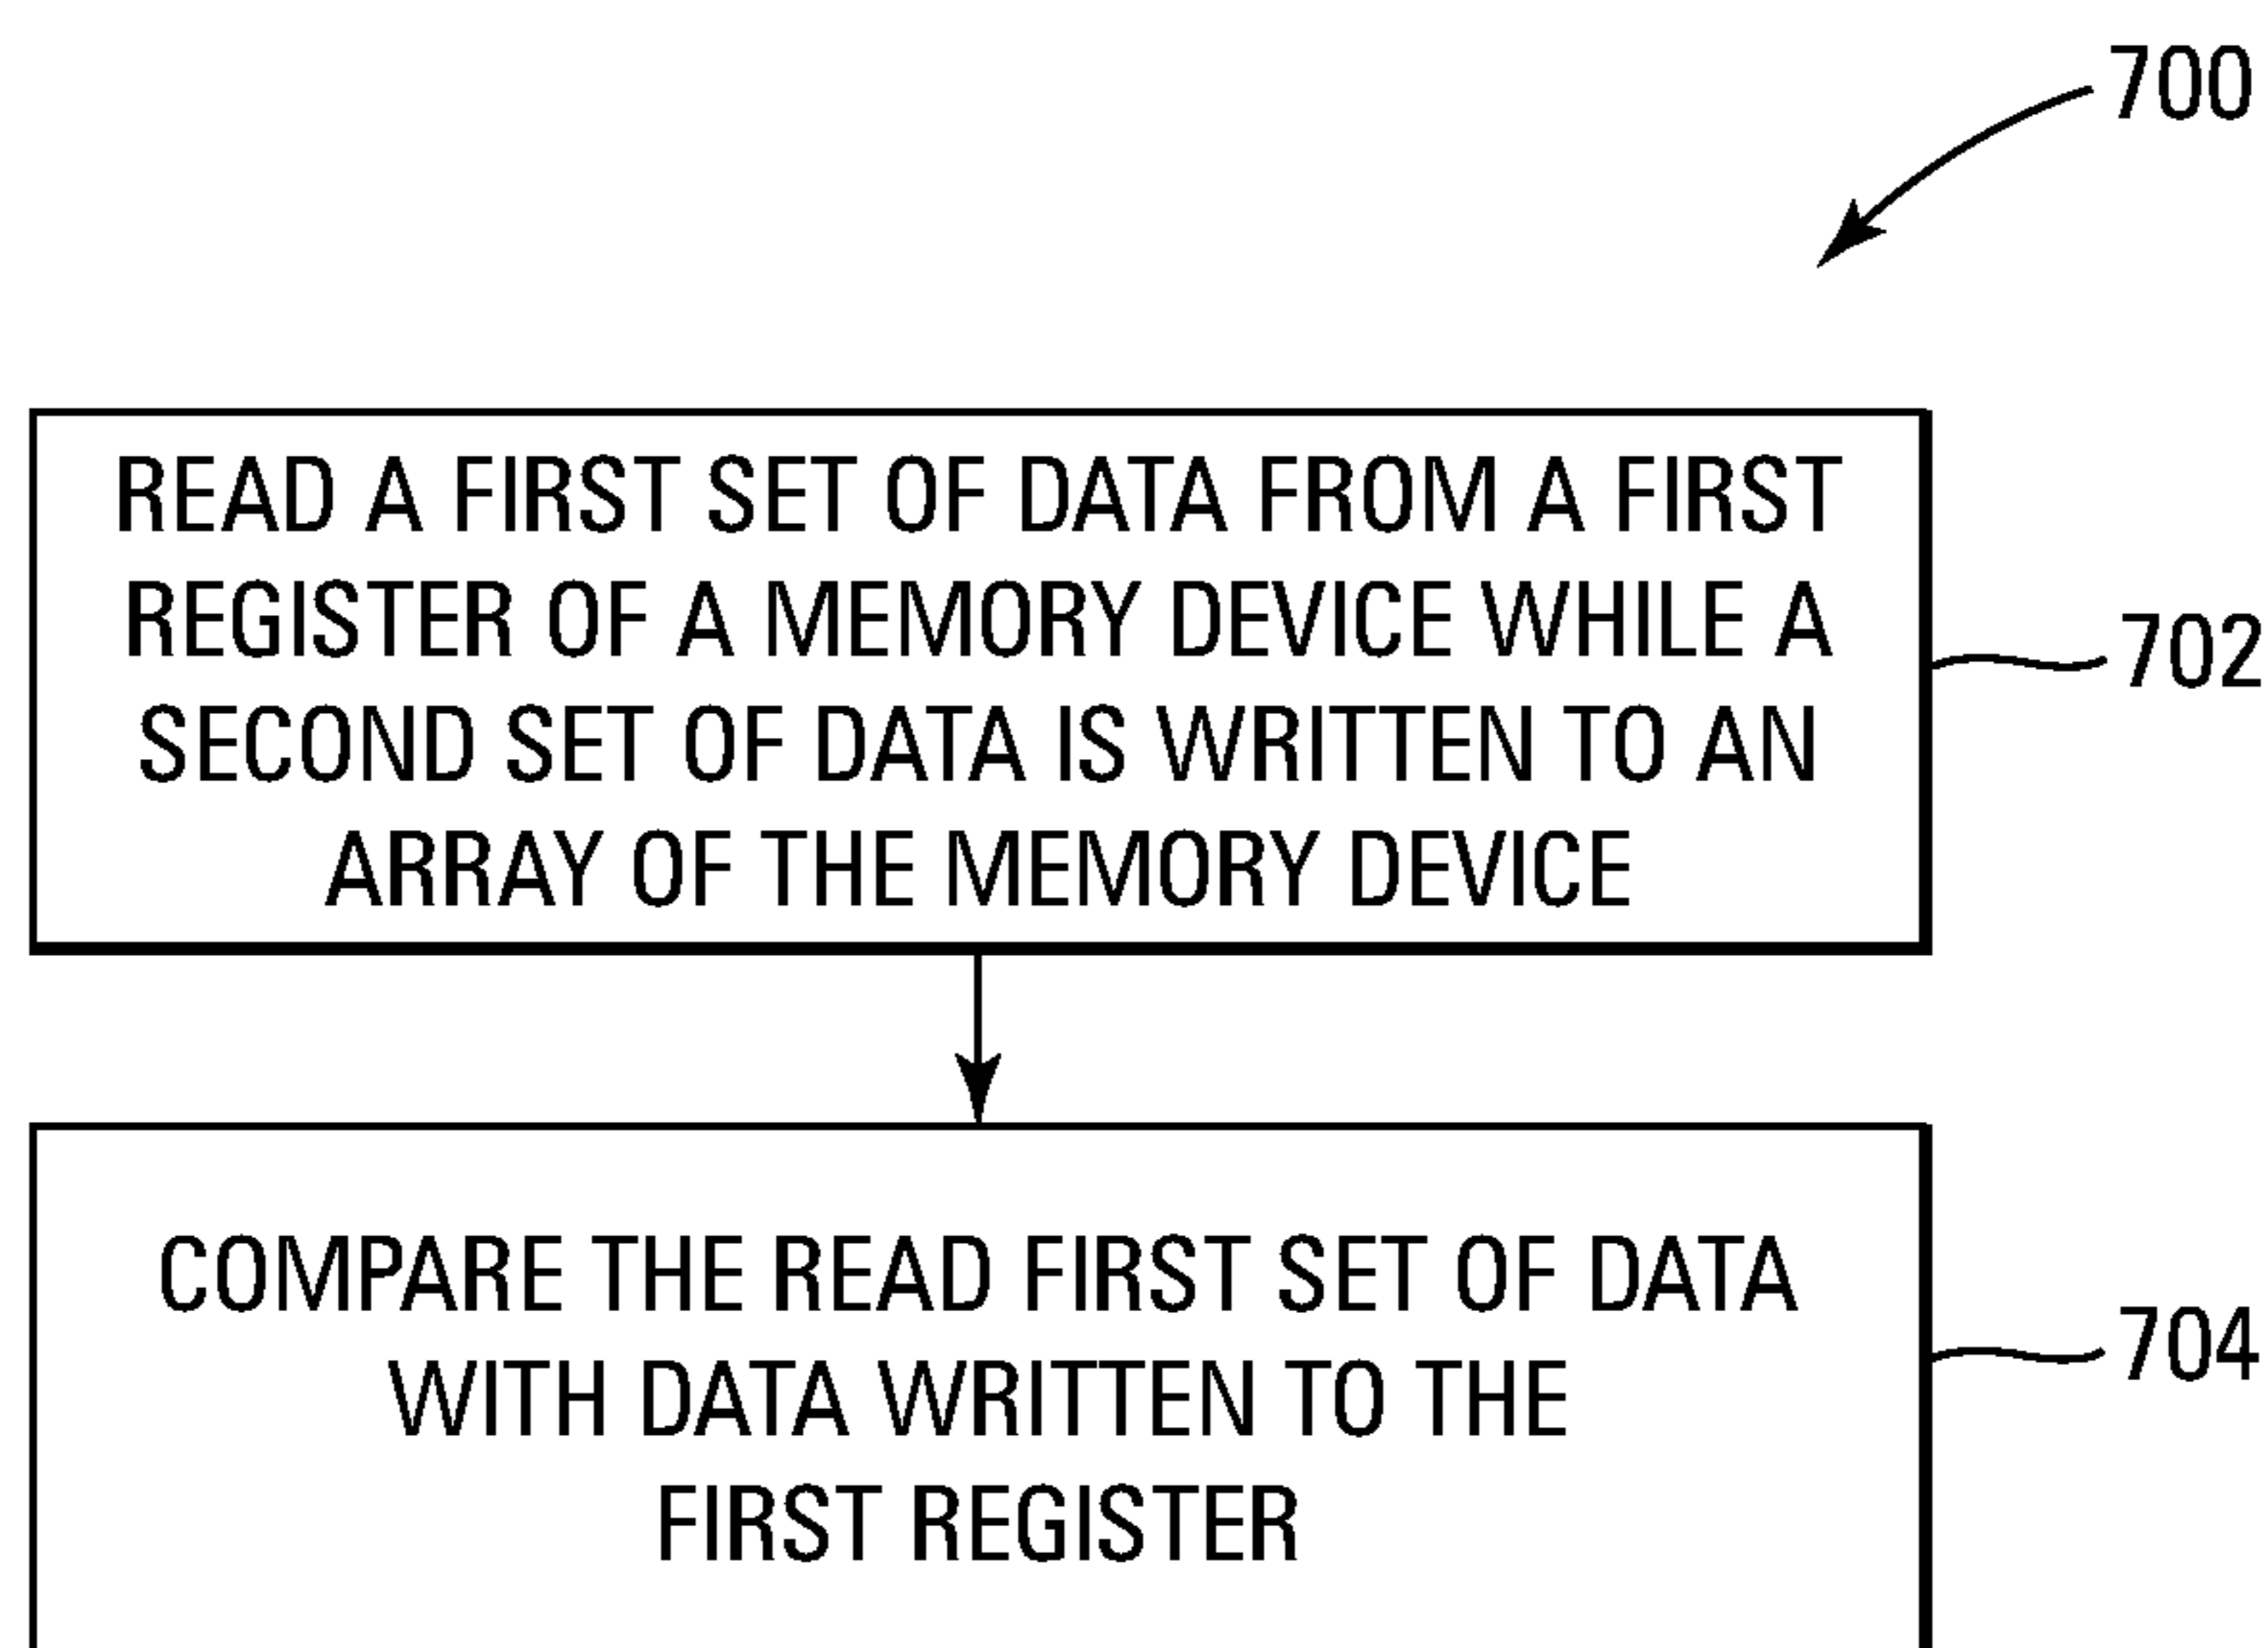 700
READ A FIRST SET OF DATA FROM A FIRST
REGISTER OF A MEMORY DEVICE WHILE A
SECOND SET OF DATA IS WRITTEN TO AN
ARRAY OF THE MEMORY DEVICE
702
COMPARE THE READ FIRST SET OF DATA
WITH DATA WRITTEN TO THE
FIRST REGISTER
704